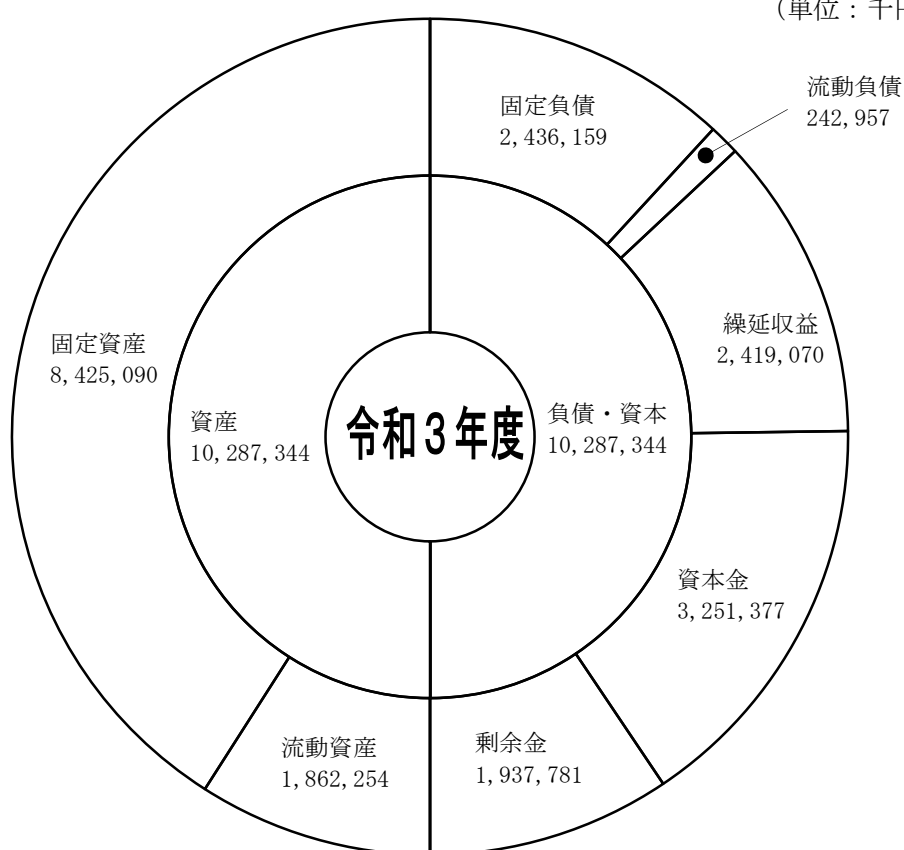 （単位：千円
固定負債
2,436,159
流動負債
242,957
繰延収益
2,419,070
固定資産
8,425,090
資産
10,287,344
令和３年度
負債・資本
10,287,344
資本金
3,251,377
流動資産
1,862,254
剰余金
1,937,781